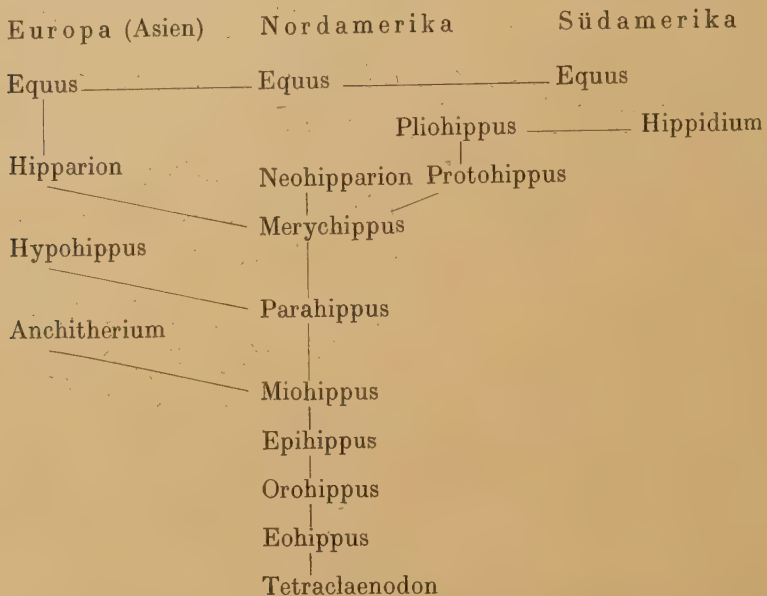 Europa (Asien) Nordamerika Südamerika
Equus Equus Equus
Pliohippus Hippidium
Hipparion Neohipparion Protohippus
Merychippus
Hypohippus
Parahippus
Anchitherium
Miohippus
Epihippus
Orohippus
Eohippus
Tetraclaenodon